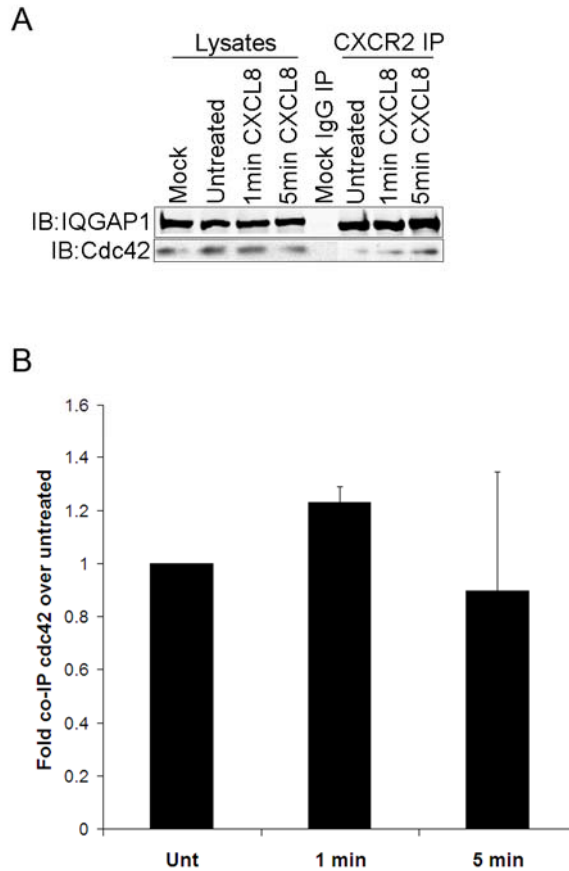 A
Lysates
CXCR2 IP
Mock
Untreated
1min CXCL8
5min CXCL8
Mock IgG IP
Untreated
1min CXCL8
5min CXCL8
IB:IQGAP1
IB:Cdc42
B
Fold co-IP cdc42 over untreated
1.6
1.4
1.2
1
0.8
0.6
0.4
0.2
0
Unt
1 min
5 min